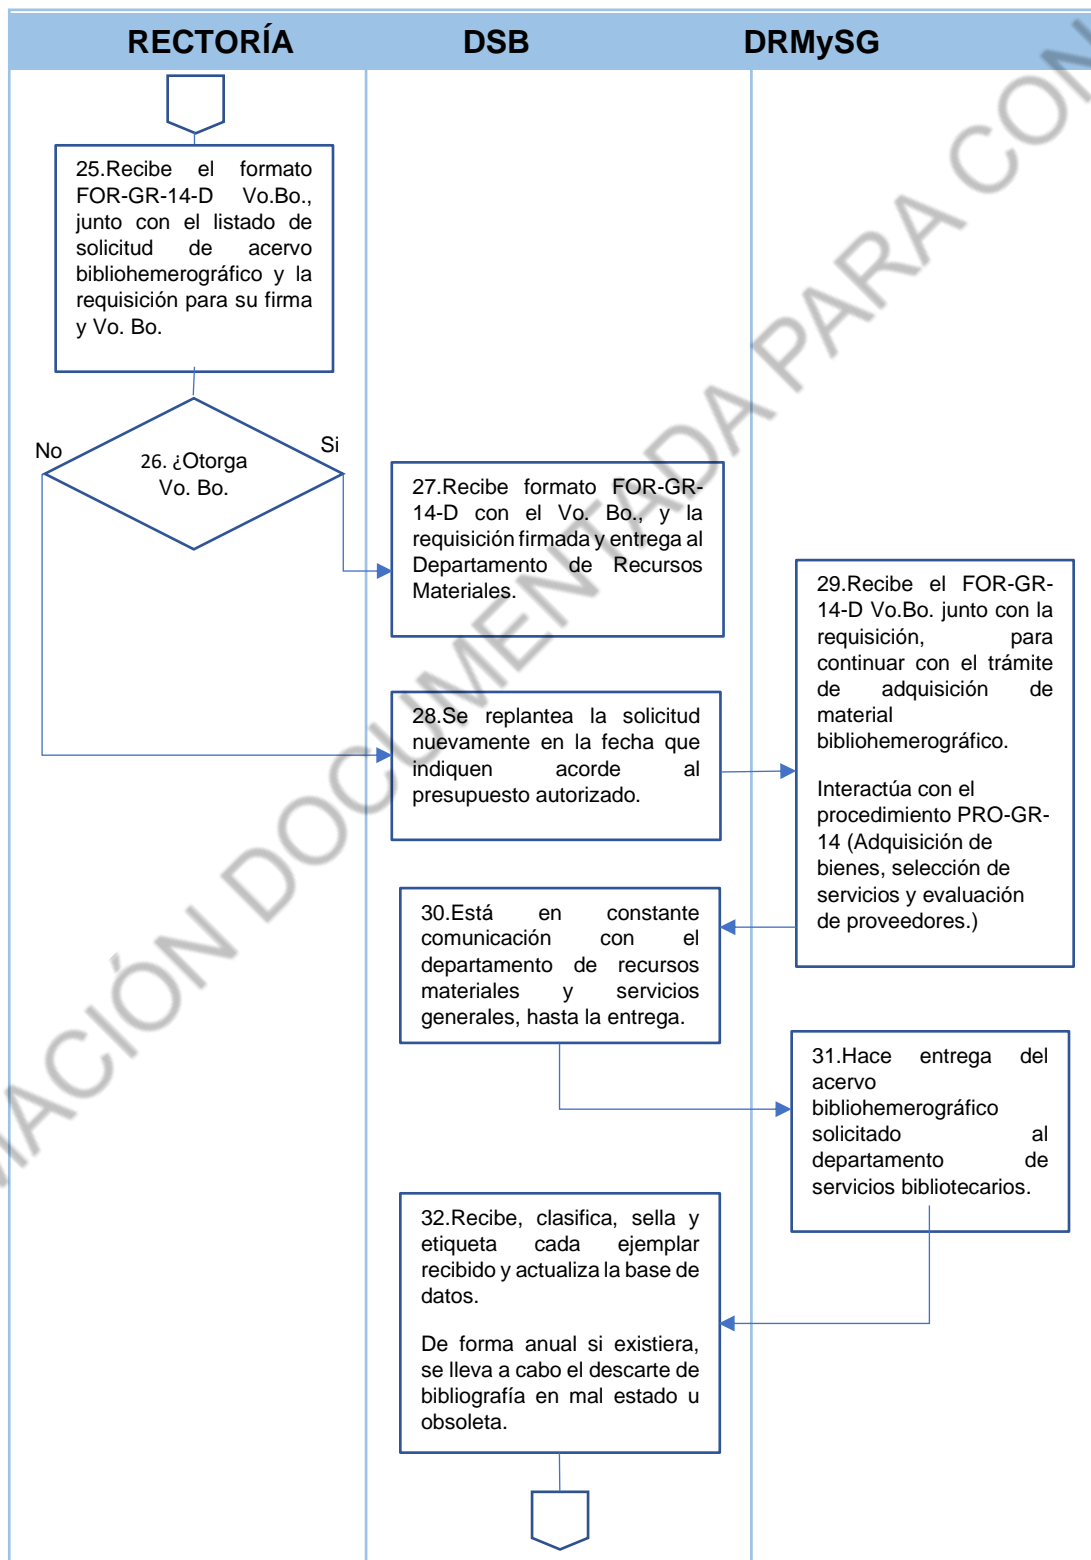 RECTORÍA DSB DRMySG
25.Recibe el formato
FOR-GR-14-D Vo.Bo.,
junto con el listado de
solicitud de acervo
bibliohemerográfico y la
requisición para su firma
y Vo. Bo.
No
Si
26. ¿Otorga
Vo. Bo.
27.Recibe formato FOR-GR-
14-D con el Vo. Bo., y la
requisición firmada y entrega al
Departamento de Recursos
Materiales.
28.Se replantea la solicitud
nuevamente en la fecha que
indiquen acorde al
presupuesto autorizado.
29.Recibe el FOR-GR-
14-D Vo.Bo. junto con la
requisición, para
continuar con el trámite
de adquisición de
material
bibliohemerográfico.
Interactúa con el
procedimiento PRO-GR-
14 (Adquisición de
bienes, selección de
servicios y evaluación
de proveedores.)
30.Está en constante
comunicación con el
departamento de recursos
materiales y servicios
generales, hasta la entrega.
31.Hace entrega del
acervo
bibliohemerográfico
solicitado al
departamento de
servicios bibliotecarios.
32.Recibe, clasifica, sella y
etiqueta cada ejemplar
recibido y actualiza la base de
datos.
De forma anual si existiera,
se lleva a cabo el descarte de
bibliografía en mal estado u
obsoleta.
MACIÓN DOCUMENTADA PARA CON